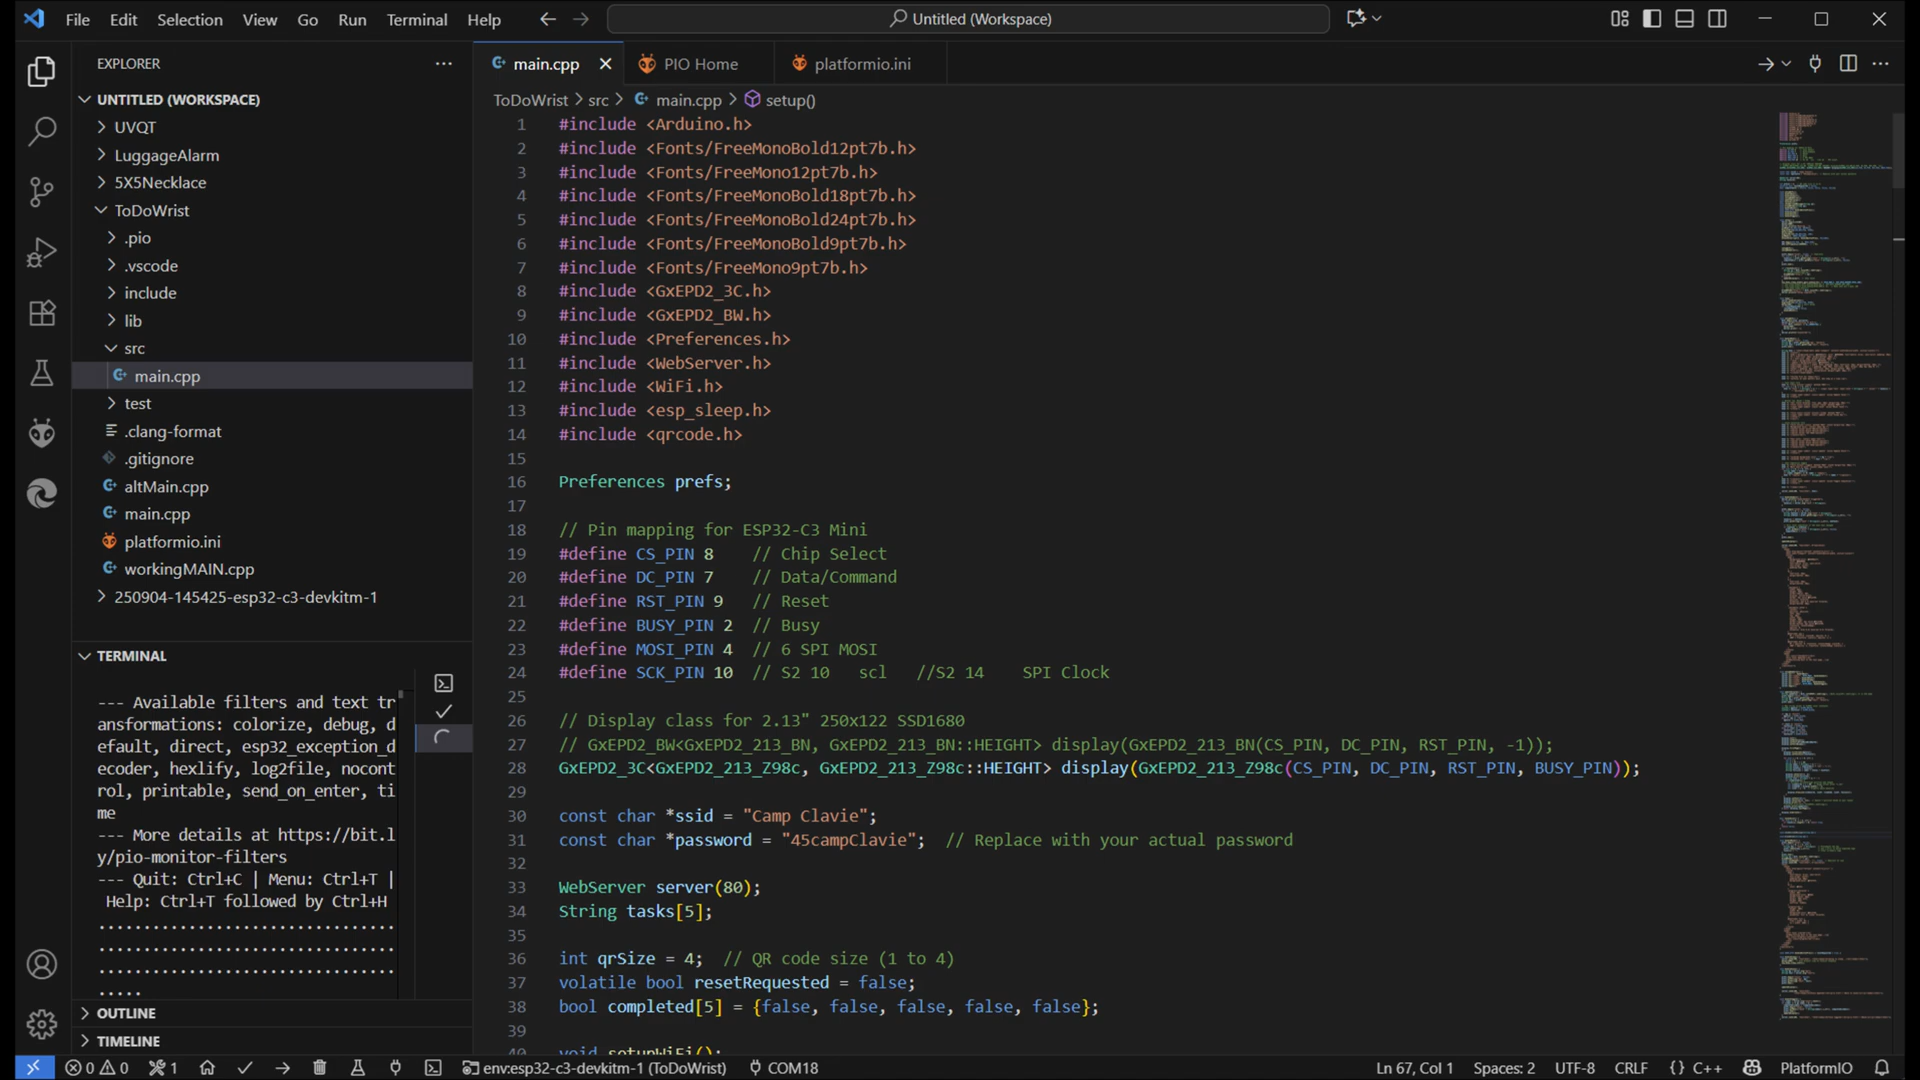 File Edit Selection View Go Run Terminal Help
Untitled (Workspace)
EXPLORER
UNTITLED (WORKSPACE)
UVQT
LuggageAlarm
5X5Necklace
ToDoWrist
.pio
.vscode
include
lib
src
main.cpp
test
.clang-format
.gitignore
altMain.cpp
main.cpp
platformio.ini
workingMAIN.cpp
250904-145425-esp32-c3-devkitm-1
TERMINAL
--- Available filters and text tr
ansformations: colorize, debug, d
efault, direct, esp32_exception_d
ecoder, hexlify, log2file, nocont
rol, printable, send_on_enter, ti
me
--- More details at https://bit.l
y/pio-monitor-filters
--- Quit: Ctrl+C | Menu: Ctrl+T |
Help: Ctrl+T followed by Ctrl+H
..................................
..................................
..................................
.....
OUTLINE
TIMELINE
main.cpp PIO Home platformio.ini
ToDoWrist > src > main.cpp > setup()
1 #include <Arduino.h>
2 #include <Fonts/FreeMonoBold12pt7b.h>
3 #include <Fonts/FreeMono12pt7b.h>
4 #include <Fonts/FreeMonoBold18pt7b.h>
5 #include <Fonts/FreeMonoBold24pt7b.h>
6 #include <Fonts/FreeMonoBold9pt7b.h>
7 #include <Fonts/FreeMono9pt7b.h>
8 #include <GxEPD2_3C.h>
9 #include <GxEPD2_BW.h>
10 #include <Preferences.h>
11 #include <WebServer.h>
12 #include <WiFi.h>
13 #include <esp_sleep.h>
14 #include <qrcode.h>
15
16 Preferences prefs;
17
18 // Pin mapping for ESP32-C3 Mini
19 #define CS_PIN 8 // Chip Select
20 #define DC_PIN 7 // Data/Command
21 #define RST_PIN 9 // Reset
22 #define BUSY_PIN 2 // Busy
23 #define MOSI_PIN 4 // 6 SPI MOSI
24 #define SCK_PIN 10 // S2 10 scl //S2 14 SPI Clock
25
26 // Display class for 2.13" 250x122 SSD1680
27 // GxEPD2_BW<GxEPD2_213_BN, GxEPD2_213_BN::HEIGHT> display(GxEPD2_213_BN(CS_PIN, DC_PIN, RST_PIN, -1));
28 GxEPD2_3C<GxEPD2_213_Z98c, GxEPD2_213_Z98c::HEIGHT> display(GxEPD2_213_Z98c(CS_PIN, DC_PIN, RST_PIN, BUSY_PIN));
29
30 const char *ssid = "Camp Clavie";
31 const char *password = "45campClavie"; // Replace with your actual password
32
33 WebServer server(80);
34 String tasks[5];
35
36 int qrSize = 4; // QR code size (1 to 4)
37 volatile bool resetRequested = false;
38 bool completed[5] = {false, false, false, false, false};
39
40 void setupWiFi();
0 0 1 env:esp32-c3-devkitm-1 (ToDoWrist) COM18 Ln 67, Col 1 Spaces: 2 UTF-8 CRLF {} C++ PlatformIO